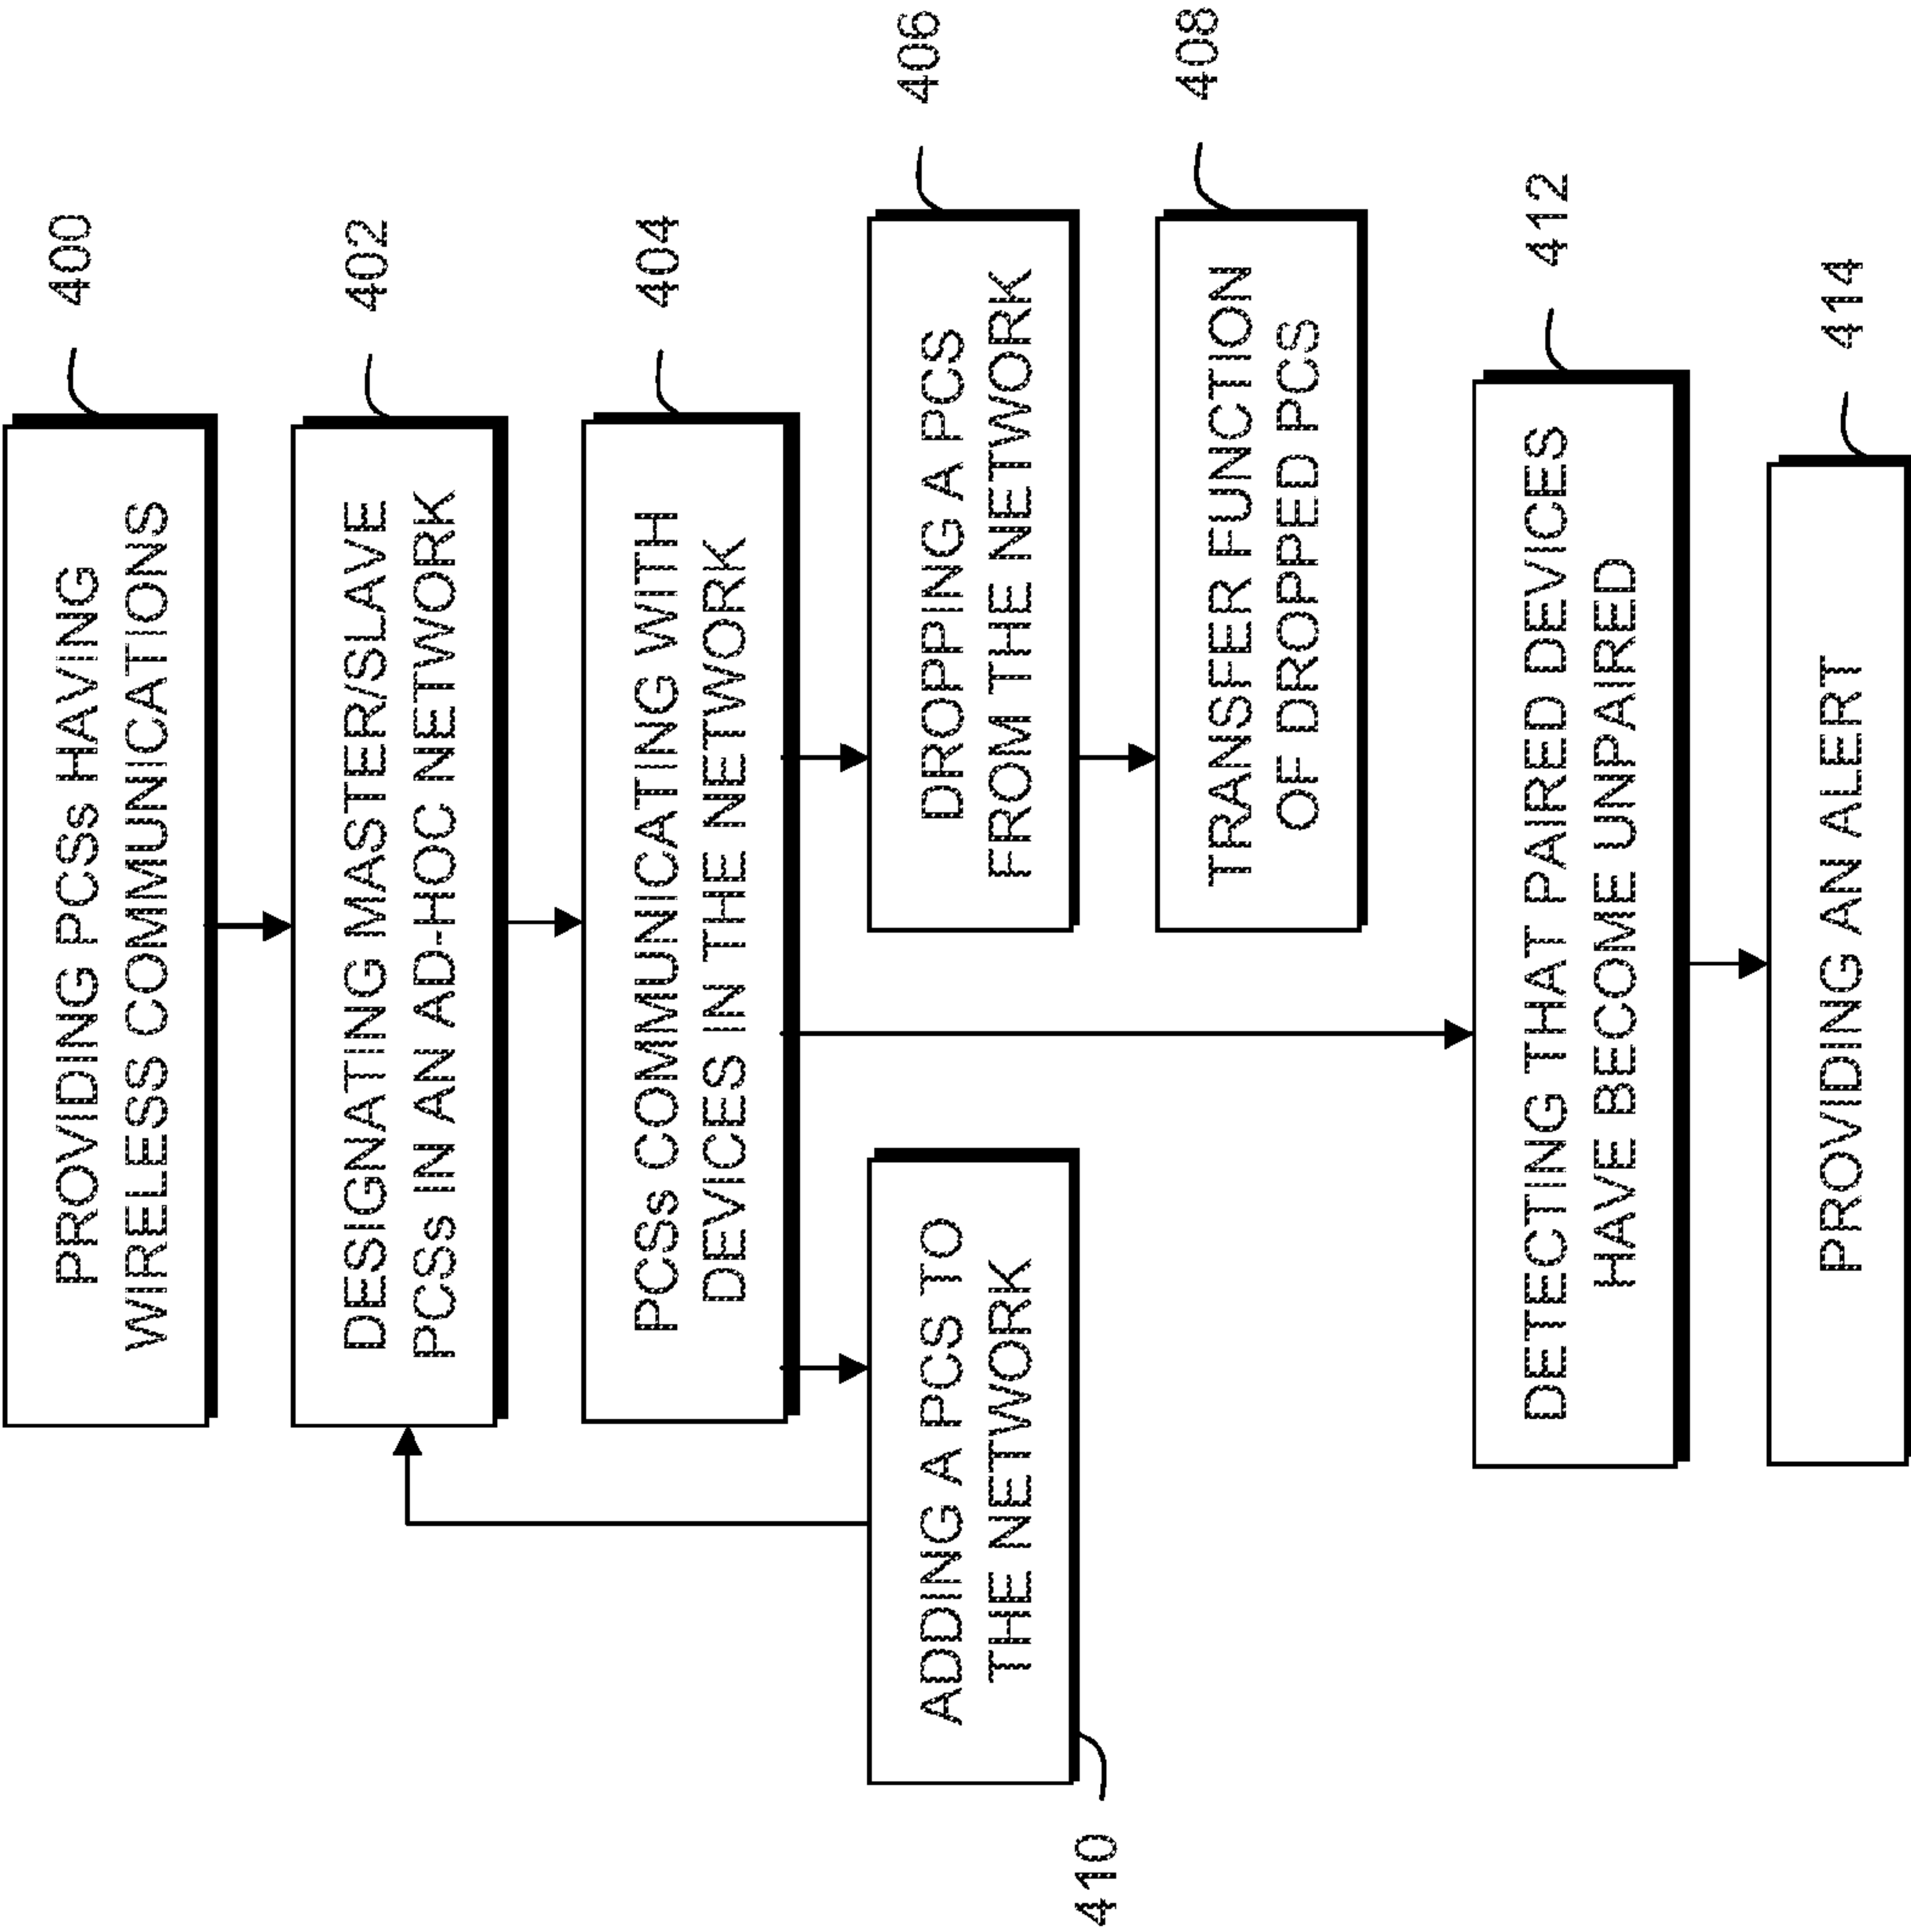 PROVIDING PCSs HAVING
WIRELESS COMMUNICATIONS
400
DESIGNATING MASTER/SLAVE
PCSs IN AN AD-HOC NETWORK
402
PCSs COMMUNICATING WITH
DEVICES IN THE NETWORK
404
ADDING A PCS TO
THE NETWORK
410
DROPPING A PCS
FROM THE NETWORK
406
TRANSFER FUNCTION
OF DROPPED PCS
408
DETECTING THAT PAIRED DEVICES
HAVE BECOME UNPAIRED
412
PROVIDING AN ALERT
414